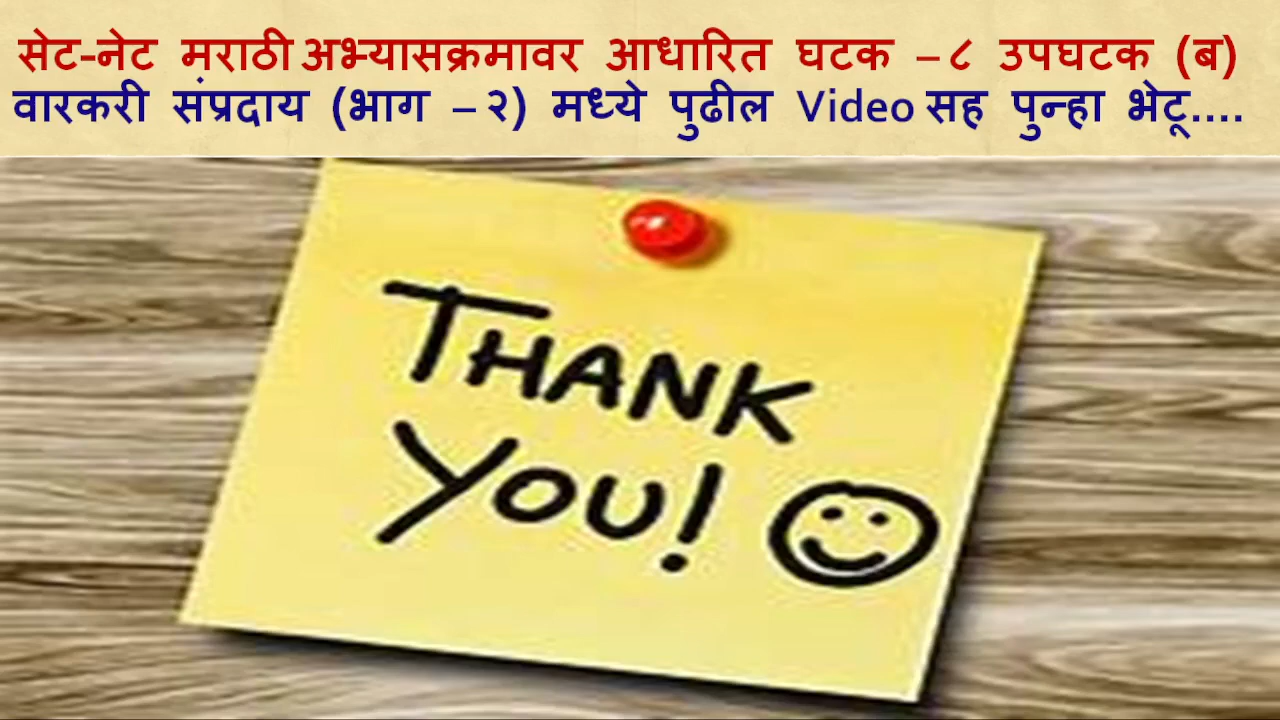 सेट-नेट मराठी अभ्यासक्रमावर आधारित घटक – ८ उपघटक (ब)
वारकरी संप्रदाय (भाग – २) मध्ये पुढील Video सह पुन्हा भेटू....
THANK
YOU!